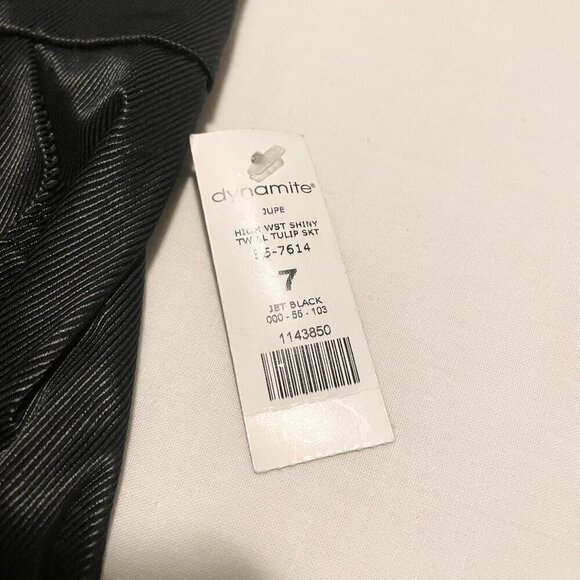 dynamite®
JUPE
HIGH WST SHINY
TWILL TULIP SKT
55-7614
7
JET BLACK
000 - 55 - 103
1143850